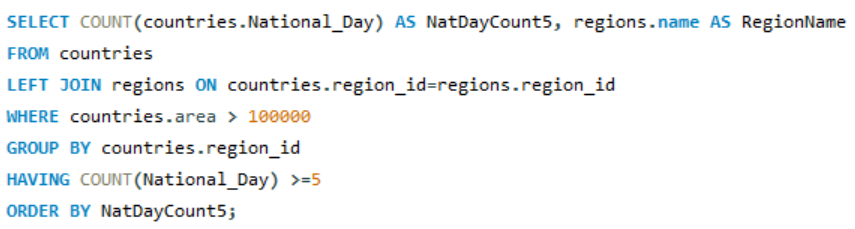 SELECT COUNT(countries.National_Day) AS NatDayCount5, regions.name AS RegionName
FROM countries
LEFT JOIN regions ON countries.region_id=regions.region_id
WHERE countries.area > 100000
GROUP BY countries.region_id
HAVING COUNT(National_Day) >=5
ORDER BY NatDayCount5;